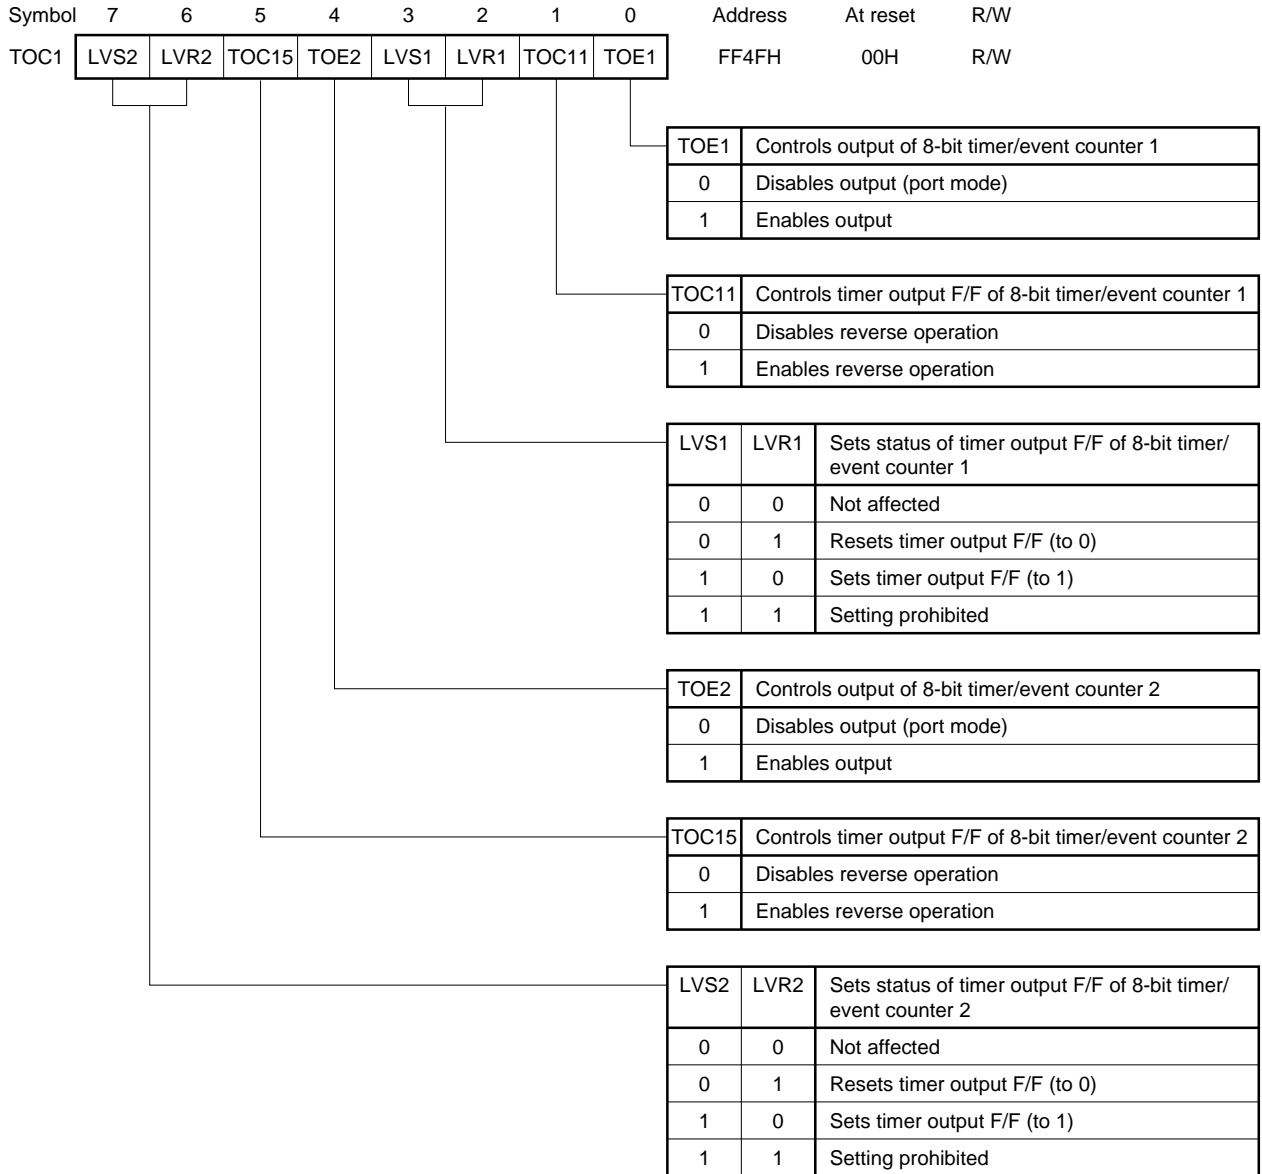 Symbol 7 6 5 4 3 2 1 0 Address At reset R/W
TOC1 LVS2 LVR2 TOC15 TOE2 LVS1 LVR1 TOC11 TOE1 FF4FH 00H R/W
TOE1 Controls output of 8-bit timer/event counter 1
0 Disables output (port mode)
1 Enables output
TOC11 Controls timer output F/F of 8-bit timer/event counter 1
0 Disables reverse operation
1 Enables reverse operation
LVS1 LVR1 Sets status of timer output F/F of 8-bit timer/
event counter 1
0 0 Not affected
0 1 Resets timer output F/F (to 0)
1 0 Sets timer output F/F (to 1)
1 1 Setting prohibited
TOE2 Controls output of 8-bit timer/event counter 2
0 Disables output (port mode)
1 Enables output
TOC15 Controls timer output F/F of 8-bit timer/event counter 2
0 Disables reverse operation
1 Enables reverse operation
LVS2 LVR2 Sets status of timer output F/F of 8-bit timer/
event counter 2
0 0 Not affected
0 1 Resets timer output F/F (to 0)
1 0 Sets timer output F/F (to 1)
1 1 Setting prohibited